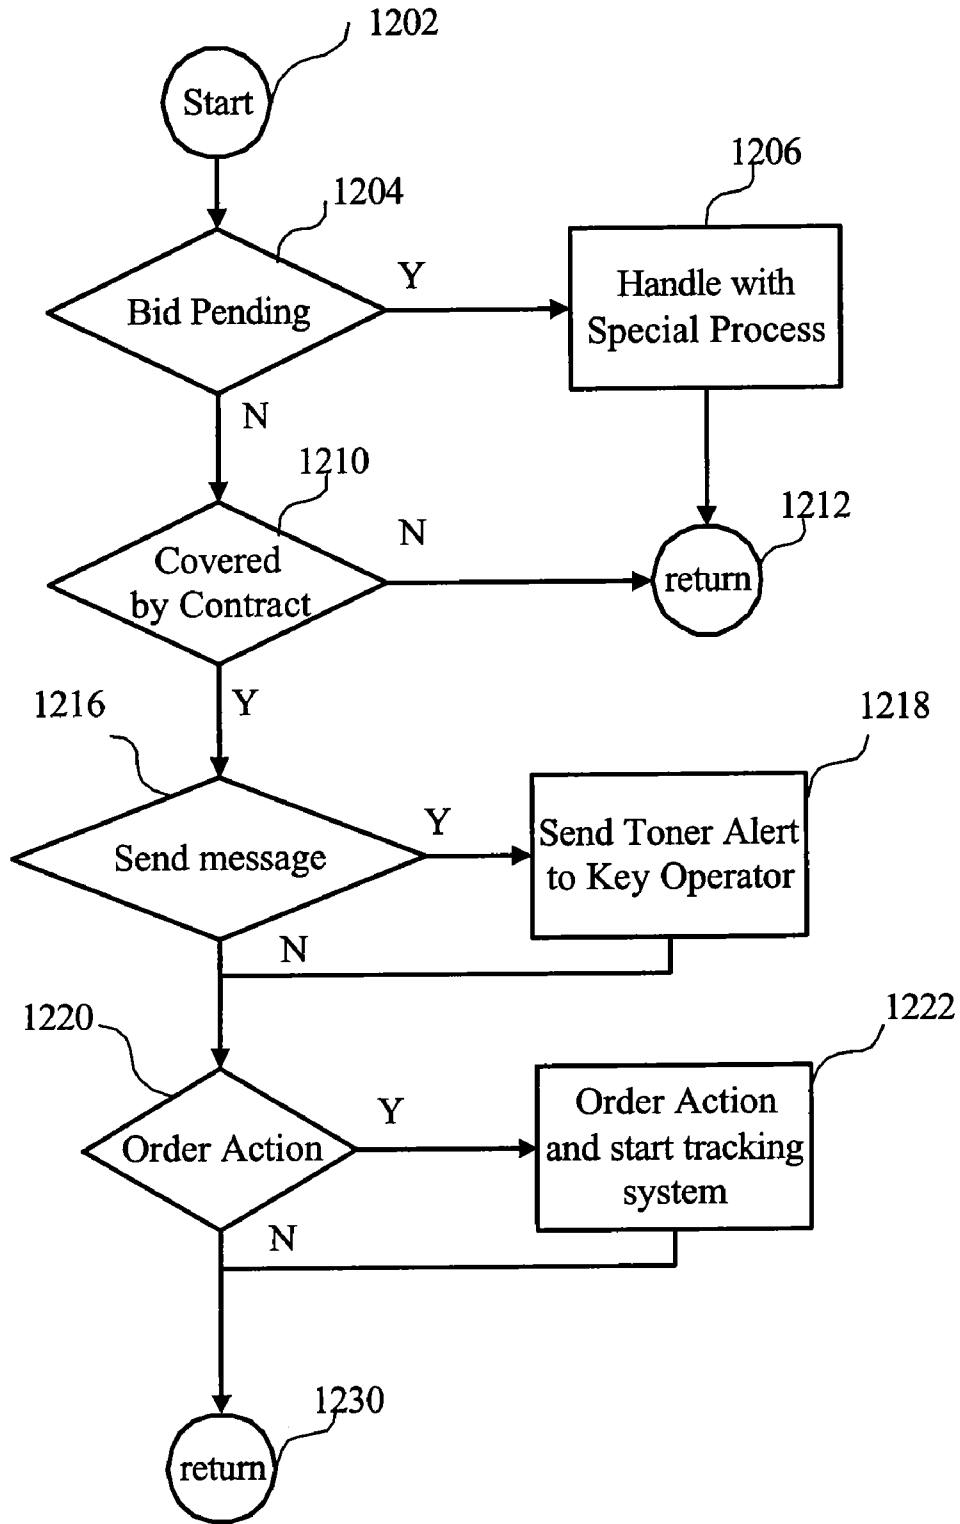 1202
Start
1204
1206
Bid Pending
Y
Handle with
Special Process
N
1210
1212
Covered
by Contract
N
return
Y
1216
1218
Send message
Y
Send Toner Alert
to Key Operator
N
1220
1222
Order Action
Y
Order Action
and start tracking
system
N
1230
return